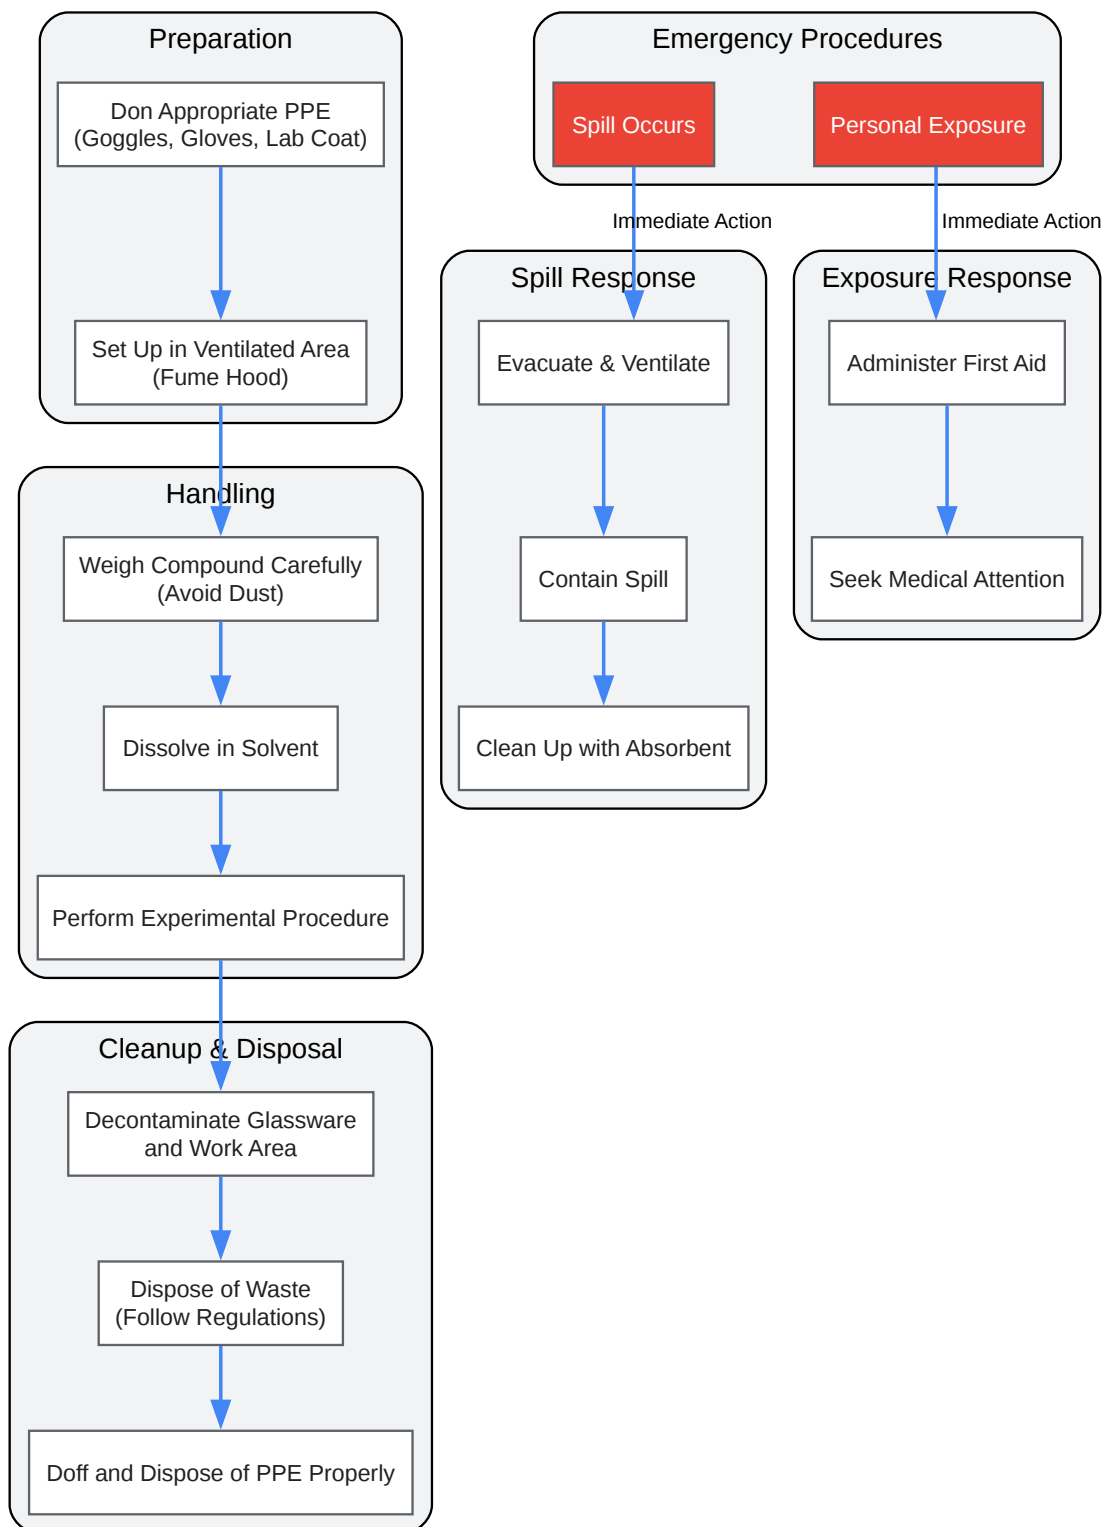 Preparation
Don Appropriate PPE
(Goggles, Gloves, Lab Coat)
Set Up in Ventilated Area
(Fume Hood)
Handling
Weigh Compound Carefully
(Avoid Dust)
Dissolve in Solvent
Perform Experimental Procedure
Cleanup & Disposal
Decontaminate Glassware
and Work Area
Dispose of Waste
(Follow Regulations)
Doff and Dispose of PPE Properly
Emergency Procedures
Spill Occurs
Personal Exposure
Immediate Action
Immediate Action
Spill Response
Evacuate & Ventilate
Contain Spill
Clean Up with Absorbent
Exposure Response
Administer First Aid
Seek Medical Attention